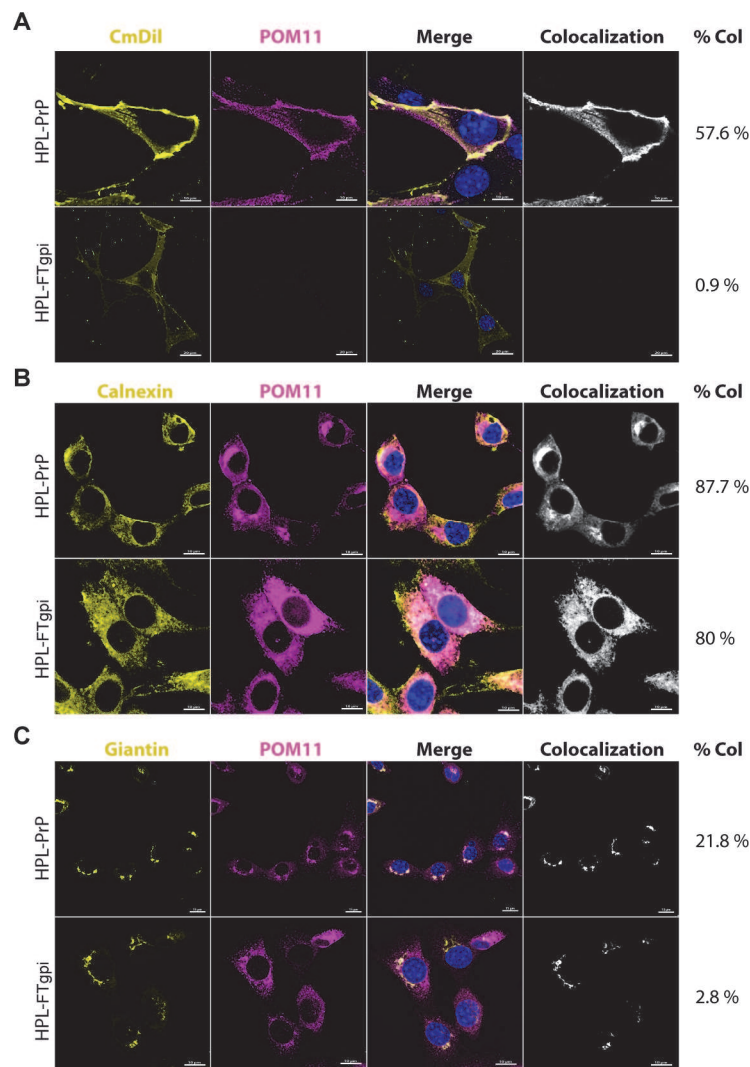 A
CmDil POM11 Merge Colocalization % Col
HPL-PrP
57.6 %
HPL-FTgpi
0.9 %
B
Calnexin POM11 Merge Colocalization % Col
HPL-PrP
87.7 %
HPL-FTgpi
80 %
C
Giantin POM11 Merge Colocalization % Col
HPL-PrP
21.8 %
HPL-FTgpi
2.8 %